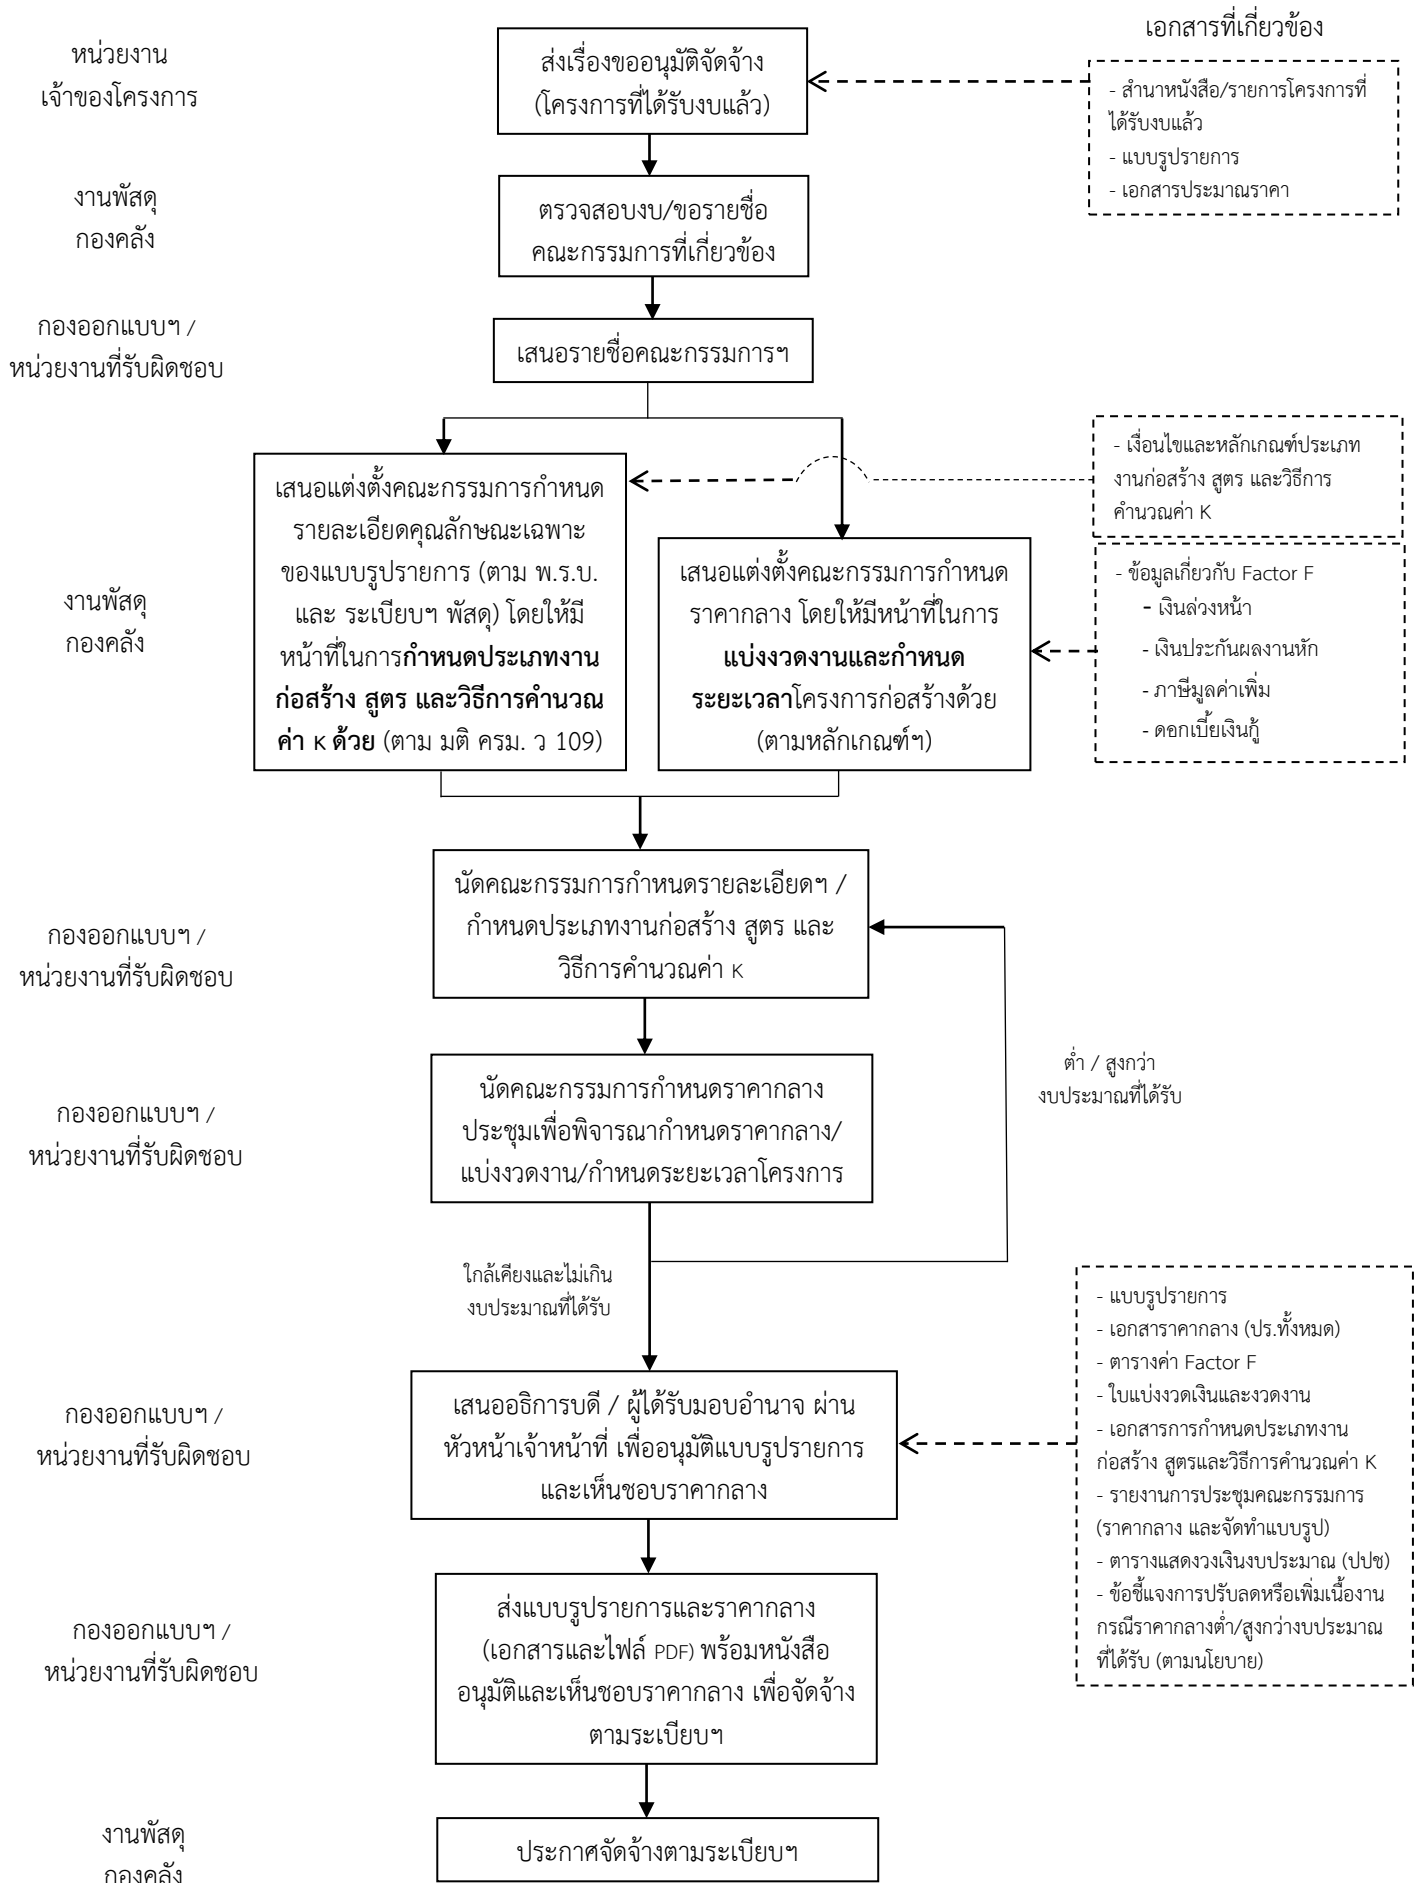 เอกสารที่เกี่ยวข้อง
หน่วยงาน
เจ้าของโครงการ
ส่งเรื่องขออนุมัติจัดจ้าง
(โครงการที่ได้รับงบแล้ว)
- สำนาหนังสือ/รายการโครงการที่
ได้รับงบแล้ว
- แบบรูปรายการ
- เอกสารประมาณราคา
งานพัสดุ
กองคลัง
ตรวจสอบงบ/ขอรายชื่อ
คณะกรรมการที่เกี่ยวข้อง
กองออกแบบฯ /
หน่วยงานที่รับผิดชอบ
เสนอรายชื่อคณะกรรมการฯ
งานพัสดุ
กองคลัง
เสนอแต่งตั้งคณะกรรมการกำหนด
รายละเอียดคุณลักษณะเฉพาะ
ของแบบรูปรายการ (ตาม พ.ร.บ.
และ ระเบียบฯ พัสดุ) โดยให้มี
หน้าที่ในการกำหนดประเภทงาน
ก่อสร้าง สูตร และวิธีการคำนวณ
ค่า K ด้วย (ตาม มติ ครม. ว 109)
เสนอแต่งตั้งคณะกรรมการกำหนด
ราคากลาง โดยให้มีหน้าที่ในการ
แบ่งงวดงานและกำหนด
ระยะเวลาโครงการก่อสร้างด้วย
(ตามหลักเกณฑ์ฯ)
- เงื่อนไขและหลักเกณฑ์ประเภท
งานก่อสร้าง สูตร และวิธีการ
คำนวณค่า K
- ข้อมูลเกี่ยวกับ Factor F
- เงินล่วงหน้า
- เงินประกันผลงานหัก
- ภาษีมูลค่าเพิ่ม
- ดอกเบี้ยเงินกู้
กองออกแบบฯ /
หน่วยงานที่รับผิดชอบ
นัดคณะกรรมการกำหนดรายละเอียดฯ /
กำหนดประเภทงานก่อสร้าง สูตร และ
วิธีการคำนวณค่า K
กองออกแบบฯ /
หน่วยงานที่รับผิดชอบ
นัดคณะกรรมการกำหนดราคากลาง
ประชุมเพื่อพิจารณากำหนดราคากลาง/
แบ่งงวดงาน/กำหนดระยะเวลาโครงการ
ต่ำ / สูงกว่า
งบประมาณที่ได้รับ
ใกล้เคียงและไม่เกิน
งบประมาณที่ได้รับ
กองออกแบบฯ /
หน่วยงานที่รับผิดชอบ
เสนออธิการบดี / ผู้ได้รับมอบอำนาจ ผ่าน
หัวหน้าเจ้าหน้าที่ เพื่ออนุมัติแบบรูปรายการ
และเห็นชอบราคากลาง
- แบบรูปรายการ
- เอกสาราคากลาง (ปร.ทั้งหมด)
- ตารางค่า Factor F
- ใบแบ่งงวดเงินและงวดงาน
- เอกสารการกำหนดประเภทงาน
ก่อสร้าง สูตรและวิธีการคำนวณค่า K
- รายงานการประชุมคณะกรรมการ
(ราคากลาง และจัดทำแบบรูป)
- ตารางแสดงวงเงินงบประมาณ (ปปช)
- ข้อชี้แจงการปรับลดหรือเพิ่มเนื้องาน
กรณีราคากลางต่ำ/สูงกว่างบประมาณ
ที่ได้รับ (ตามนโยบาย)
กองออกแบบฯ /
หน่วยงานที่รับผิดชอบ
ส่งแบบรูปรายการและราคากลาง
(เอกสารและไฟล์ PDF) พร้อมหนังสือ
อนุมัติและเห็นชอบราคากลาง เพื่อจัดจ้าง
ตามระเบียบฯ
งานพัสดุ
กองคลัง
ประกาศจัดจ้างตามระเบียบฯ